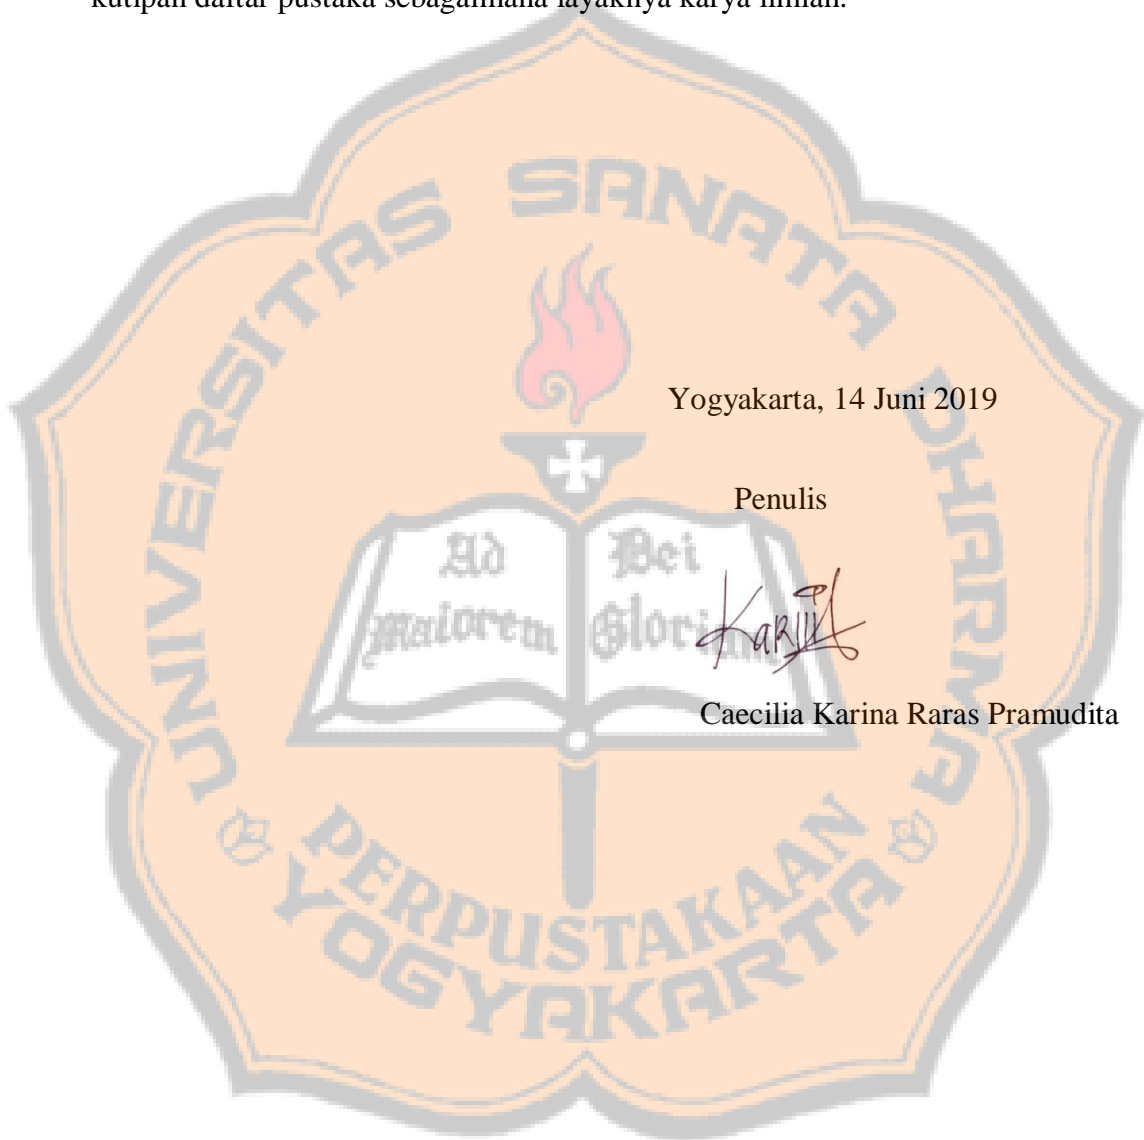 kutipan daftar pustaka sebagaimana layaknya karya ilmiah.
UNIVERSITAS SANATA DHARMA
Yogyakarta, 14 Juni 2019
Penulis
Ad Dei
maiorem Gloriam
Karina
Caecilia Karina Raras Pramudita
PERPUSTAKAAN
YOGYAKARTA